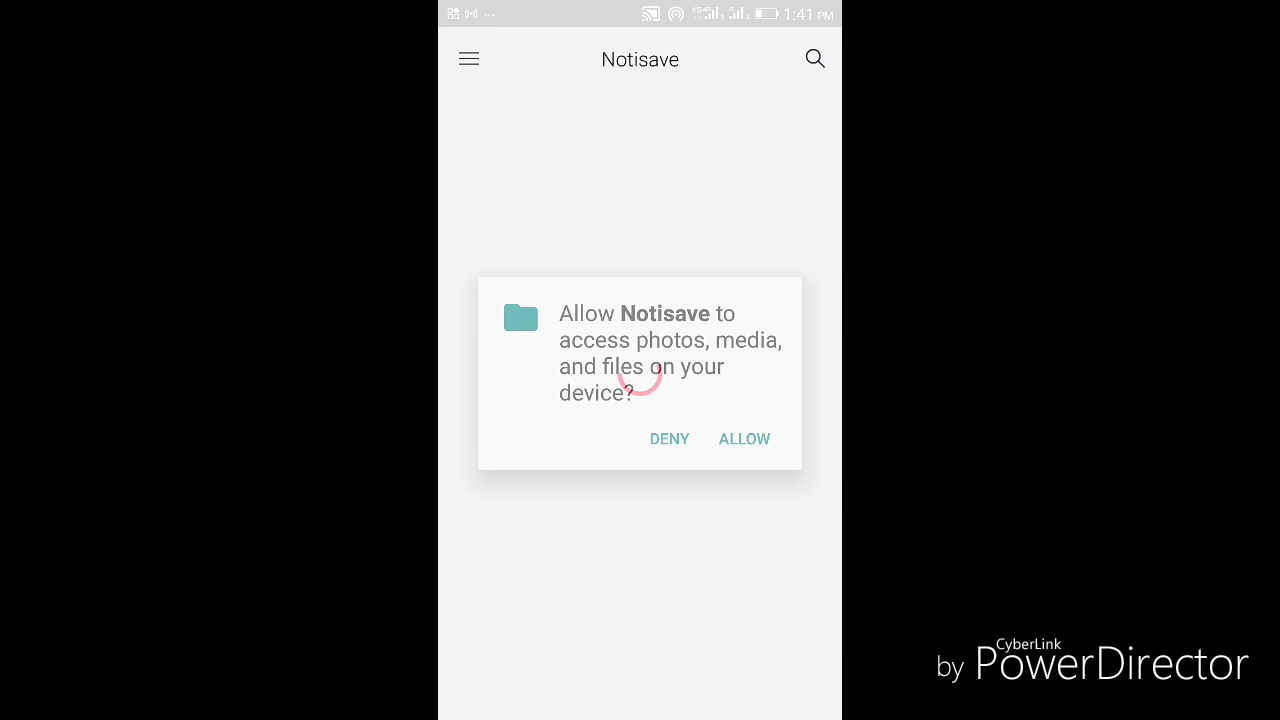 1:41 PM
Notisave
Allow Notisave to
access photos, media,
and files on your
device?
DENY ALLOW
CyberLink
by PowerDirector